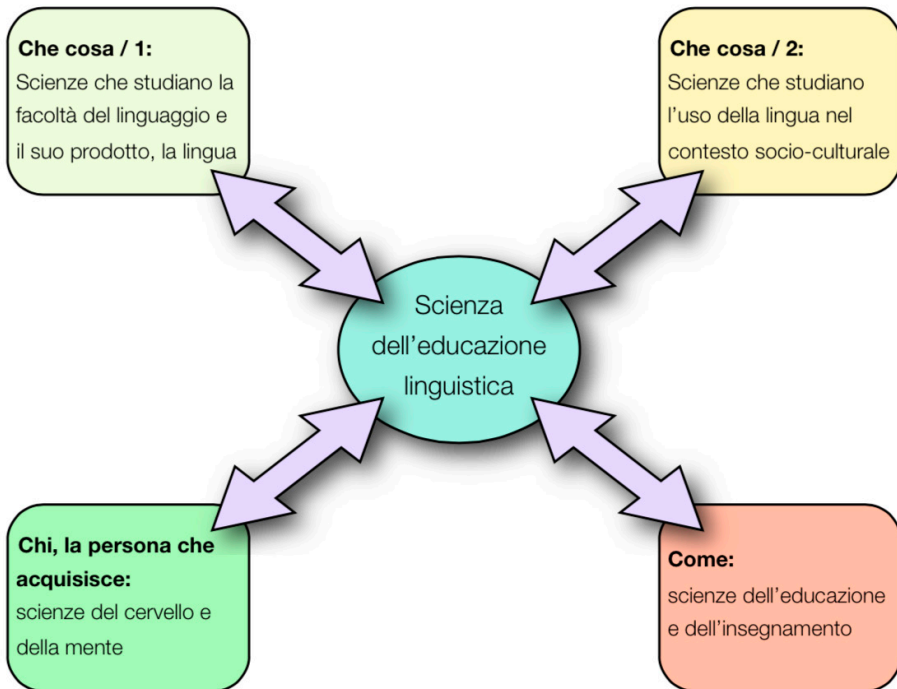 Che cosa / 1:
Scienze che studiano la
facoltà del linguaggio e
il suo prodotto, la lingua
Che cosa / 2:
Scienze che studiano
l'uso della lingua nel
contesto socio-culturale
Scienza
dell'educazione
linguistica
Chi, la persona che
acquisisce:
scienze del cervello e
della mente
Come:
scienze dell'educazione
e dell'insegnamento